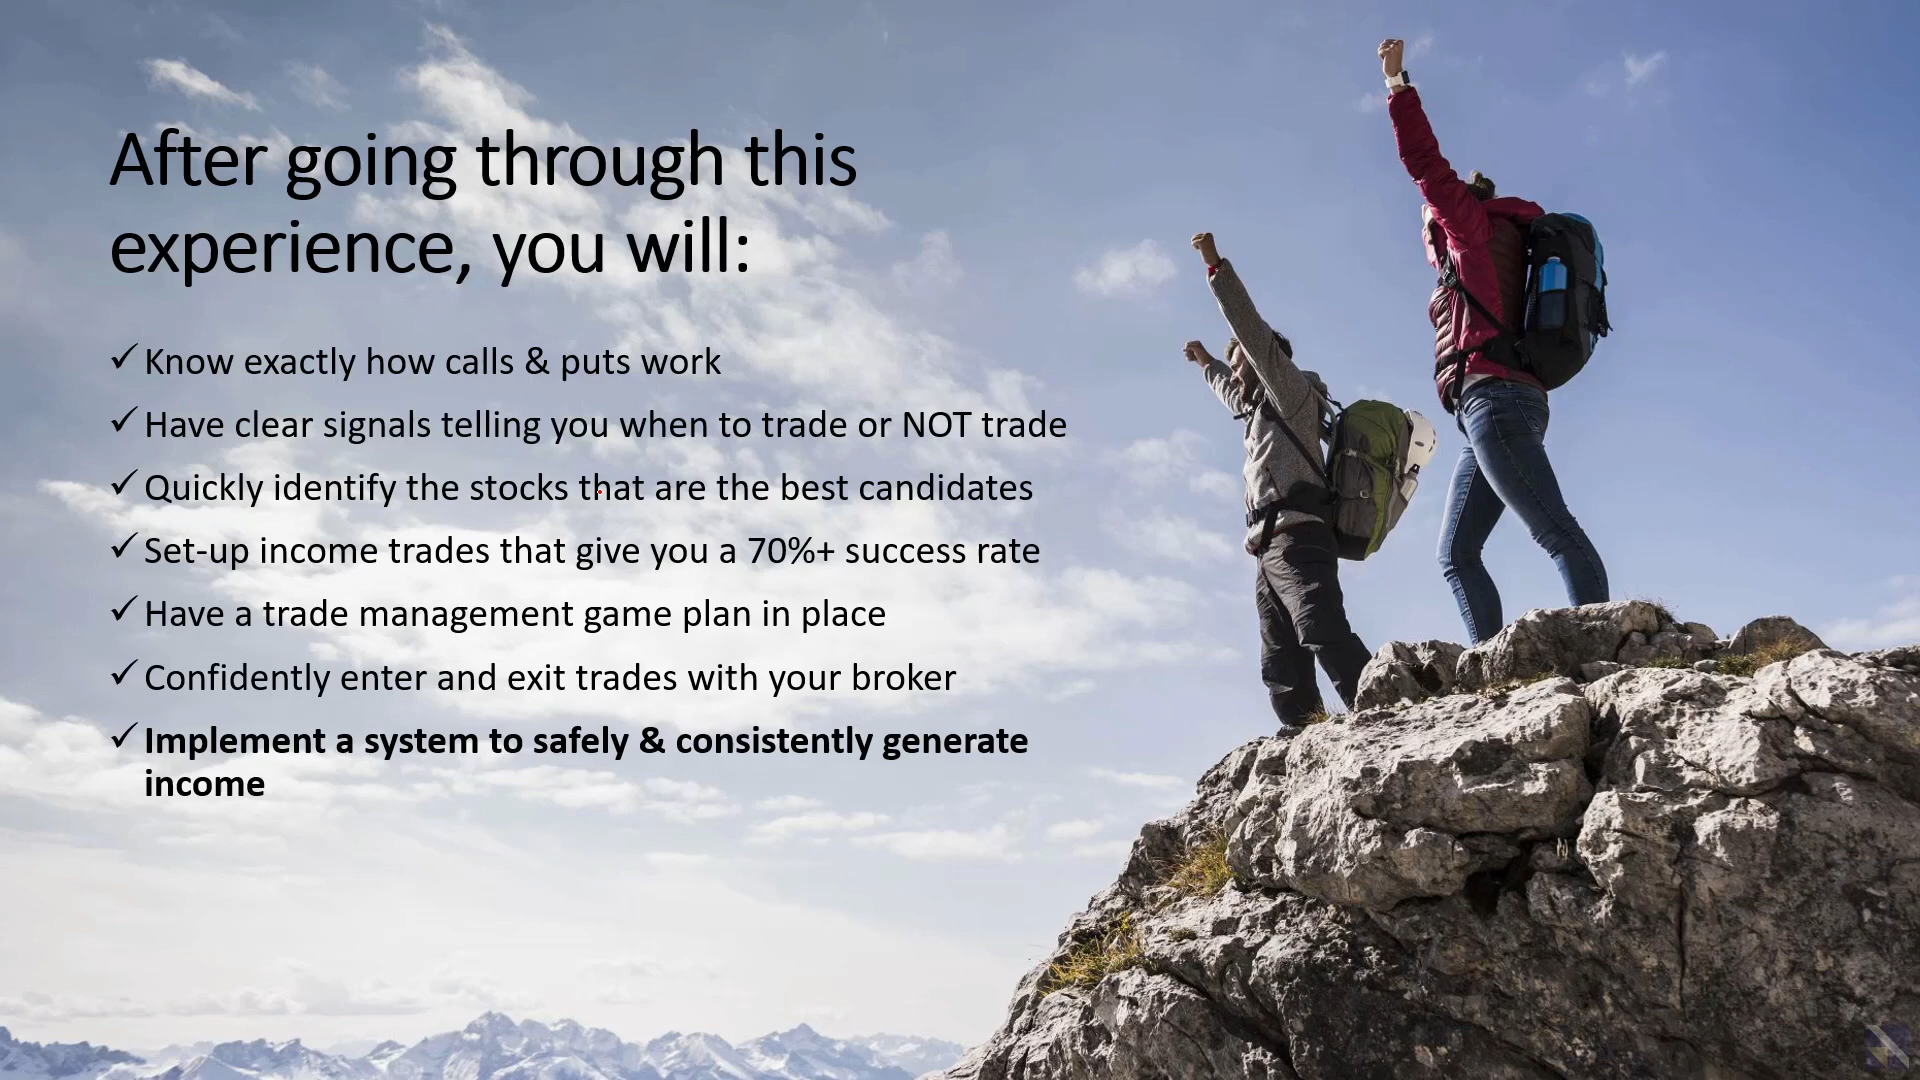 After going through this
experience, you will:
✓ Know exactly how calls & puts work
✓ Have clear signals telling you when to trade or NOT trade
✓ Quickly identify the stocks that are the best candidates
✓ Set-up income trades that give you a 70%+ success rate
✓ Have a trade management game plan in place
✓ Confidently enter and exit trades with your broker
✓ Implement a system to safely & consistently generate
income